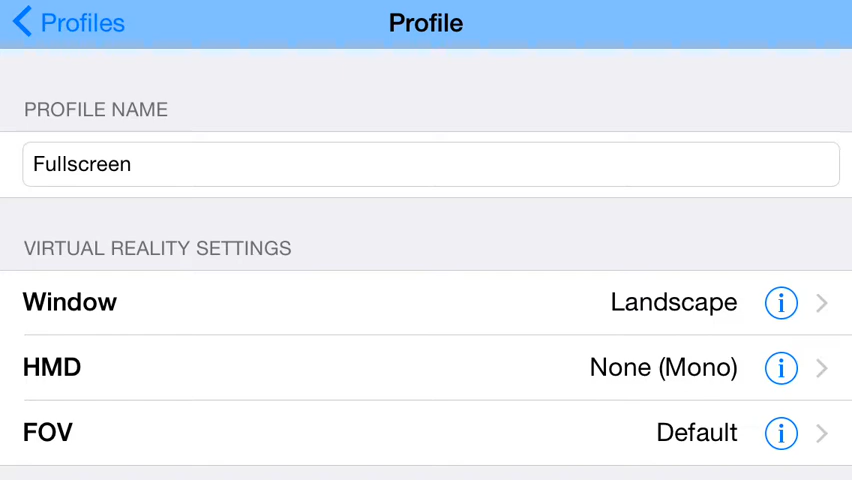 Profiles Profile
PROFILE NAME
Fullscreen
VIRTUAL REALITY SETTINGS
Window Landscape i
HMD None (Mono) i
FOV Default i